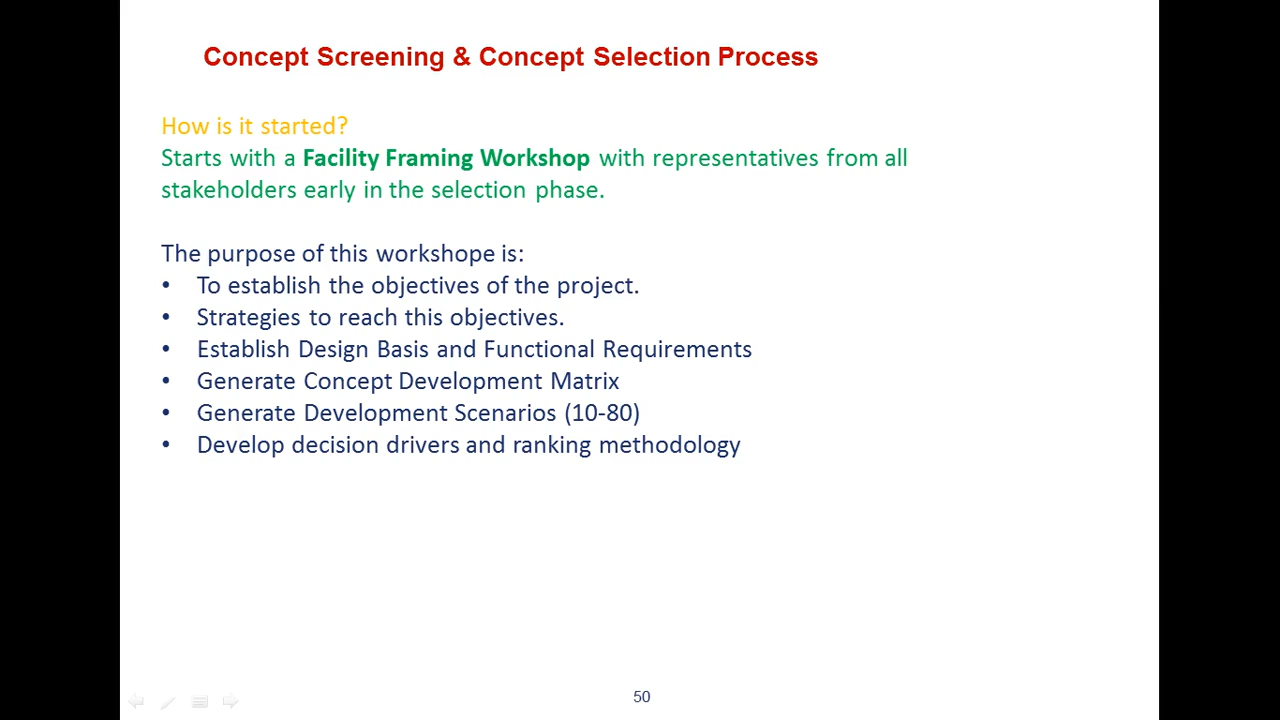 Concept Screening & Concept Selection Process
How is it started?
Starts with a Facility Framing Workshop with representatives from all
stakeholders early in the selection phase.
The purpose of this workshope is:
• To establish the objectives of the project.
• Strategies to reach this objectives.
• Establish Design Basis and Functional Requirements
• Generate Concept Development Matrix
• Generate Development Scenarios (10-80)
• Develop decision drivers and ranking methodology
50